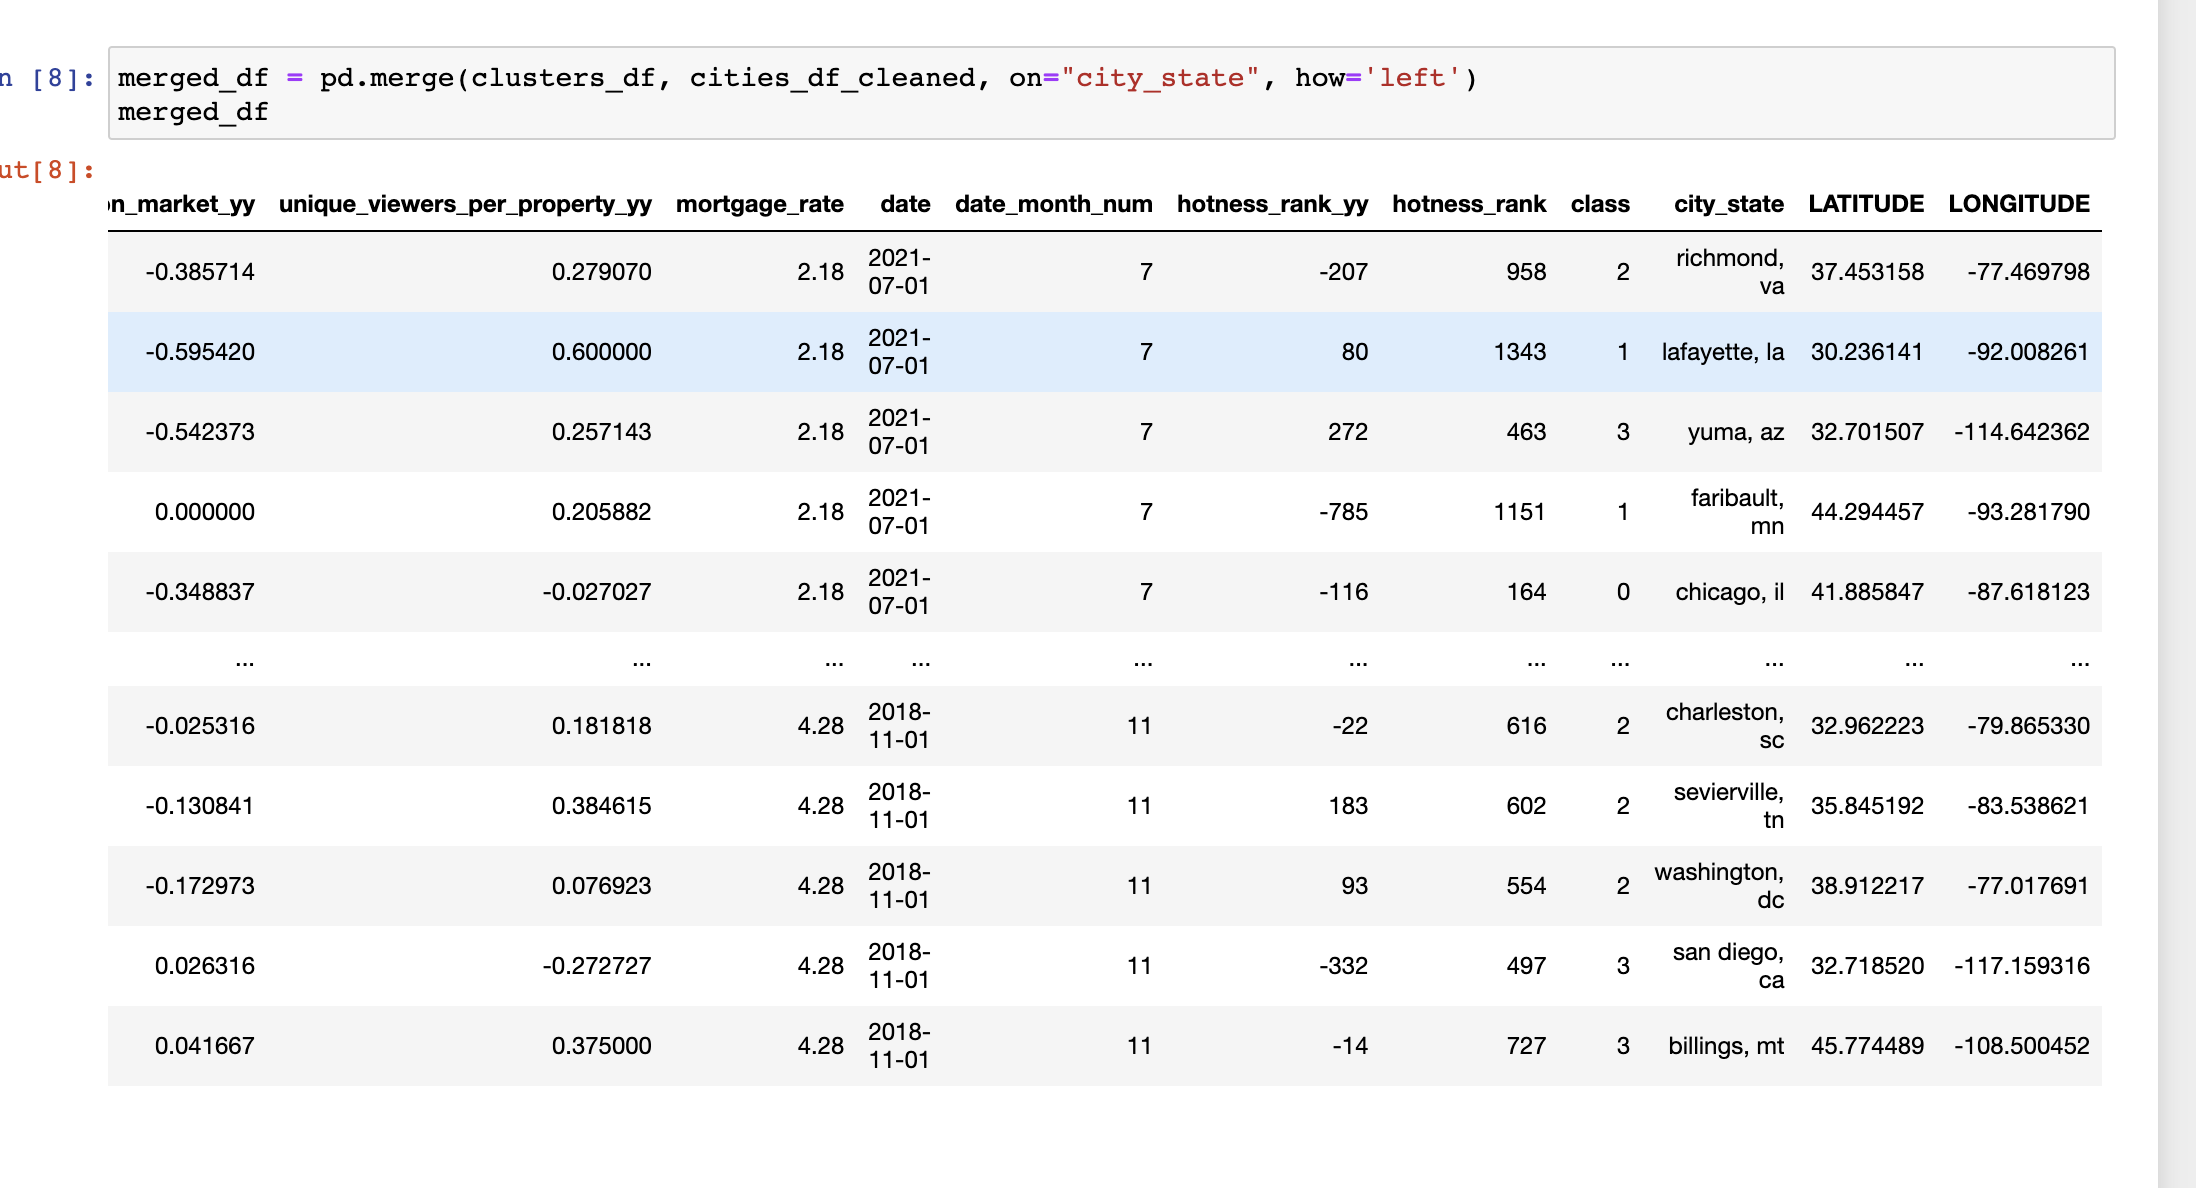 n [8]:
merged_df = pd.merge(clusters_df, cities_df_cleaned, on="city_state", how='left')
merged_df
ut[8]:
n_market_yy unique_viewers_per_property_yy mortgage_rate date date_month_num hotness_rank_yy hotness_rank class city_state LATITUDE LONGITUDE
-0.385714 0.279070 2.18 2021-07-01 7 -207 958 2 richmond, va 37.453158 -77.469798
-0.595420 0.600000 2.18 2021-07-01 7 80 1343 1 lafayette, la 30.236141 -92.008261
-0.542373 0.257143 2.18 2021-07-01 7 272 463 3 yuma, az 32.701507 -114.642362
0.000000 0.205882 2.18 2021-07-01 7 -785 1151 1 faribault, mn 44.294457 -93.281790
-0.348837 -0.027027 2.18 2021-07-01 7 -116 164 0 chicago, il 41.885847 -87.618123
... ... ... ... ... ... ... ... ... ... ...
-0.025316 0.181818 4.28 2018-11-01 11 -22 616 2 charleston, sc 32.962223 -79.865330
-0.130841 0.384615 4.28 2018-11-01 11 183 602 2 sevierville, tn 35.845192 -83.538621
-0.172973 0.076923 4.28 2018-11-01 11 93 554 2 washington, dc 38.912217 -77.017691
0.026316 -0.272727 4.28 2018-11-01 11 -332 497 3 san diego, ca 32.718520 -117.159316
0.041667 0.375000 4.28 2018-11-01 11 -14 727 3 billings, mt 45.774489 -108.500452